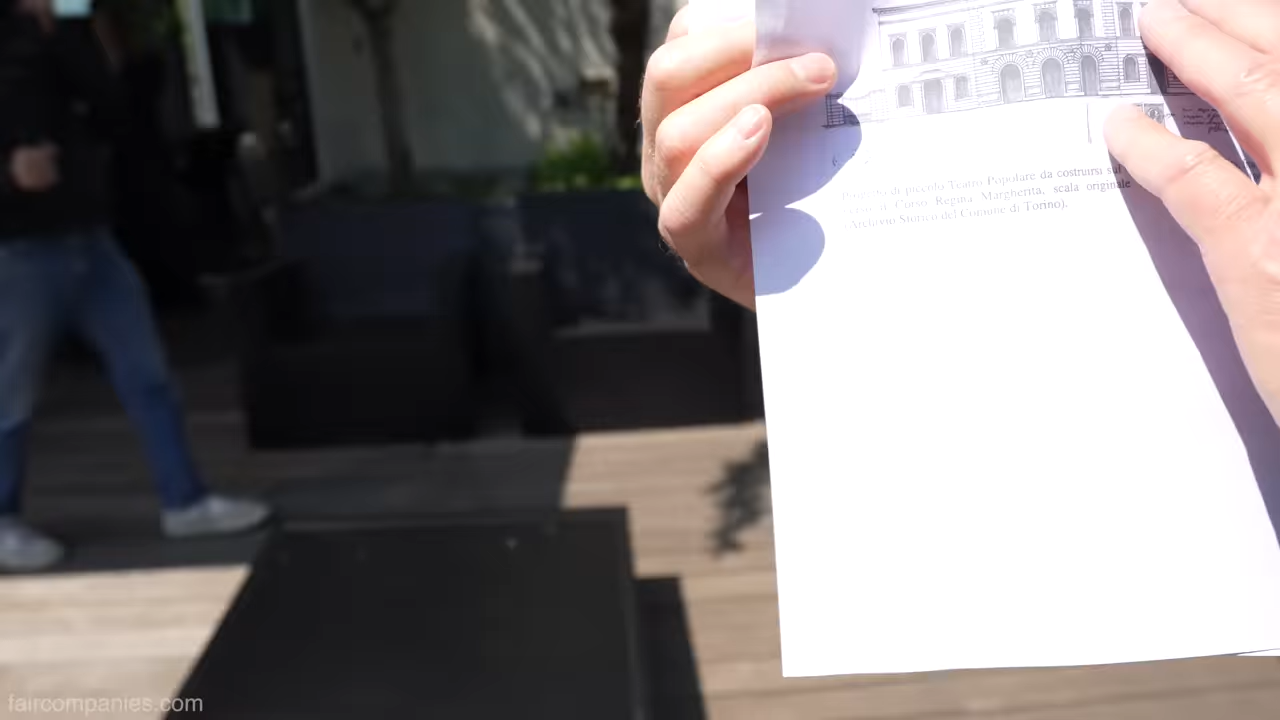 Progetto di piccolo Teatro Popolare da costruirsi sul
Corso Regina Margherita, scala originale
(Archivio Storico del Comune di Torino).
faircompanies.com